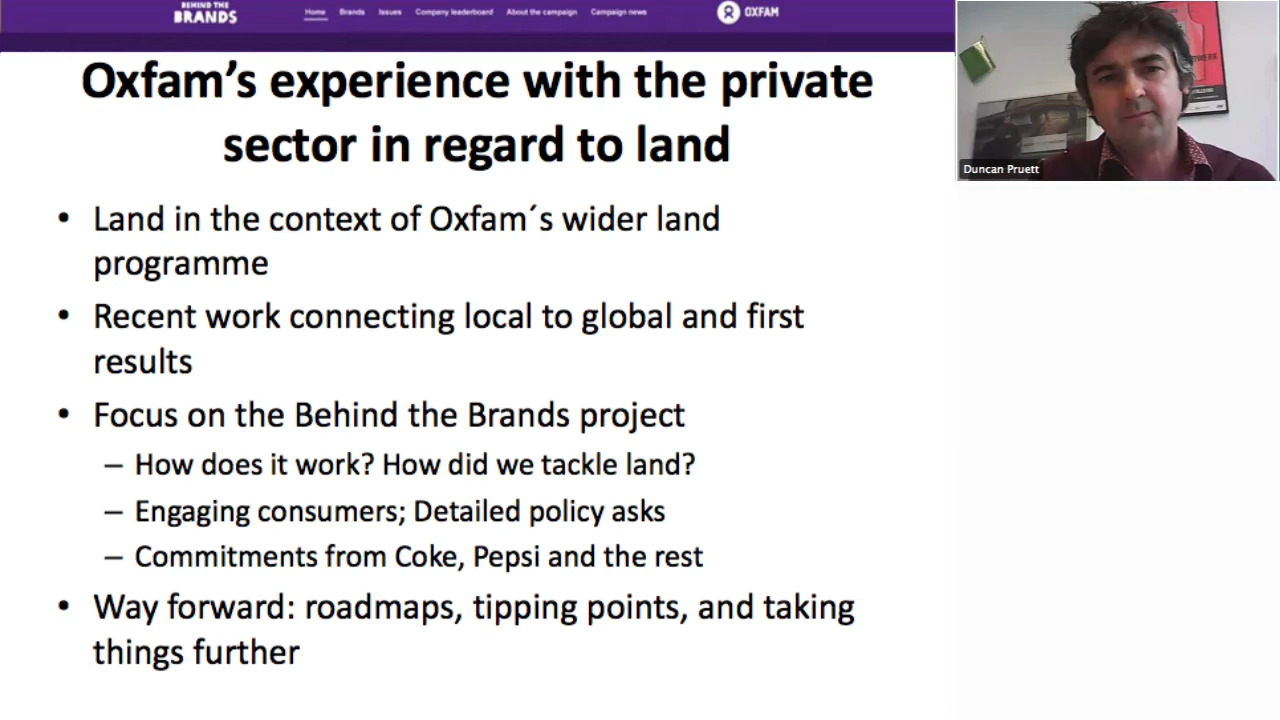 BEHIND THE
BRANDS
Home Brands Issues Company leaderboard About the campaign Campaign news
OXFAM
Oxfam’s experience with the private
sector in regard to land
• Land in the context of Oxfam´s wider land
programme
• Recent work connecting local to global and first
results
• Focus on the Behind the Brands project
– How does it work? How did we tackle land?
– Engaging consumers; Detailed policy asks
– Commitments from Coke, Pepsi and the rest
• Way forward: roadmaps, tipping points, and taking
things further
Duncan Pruett